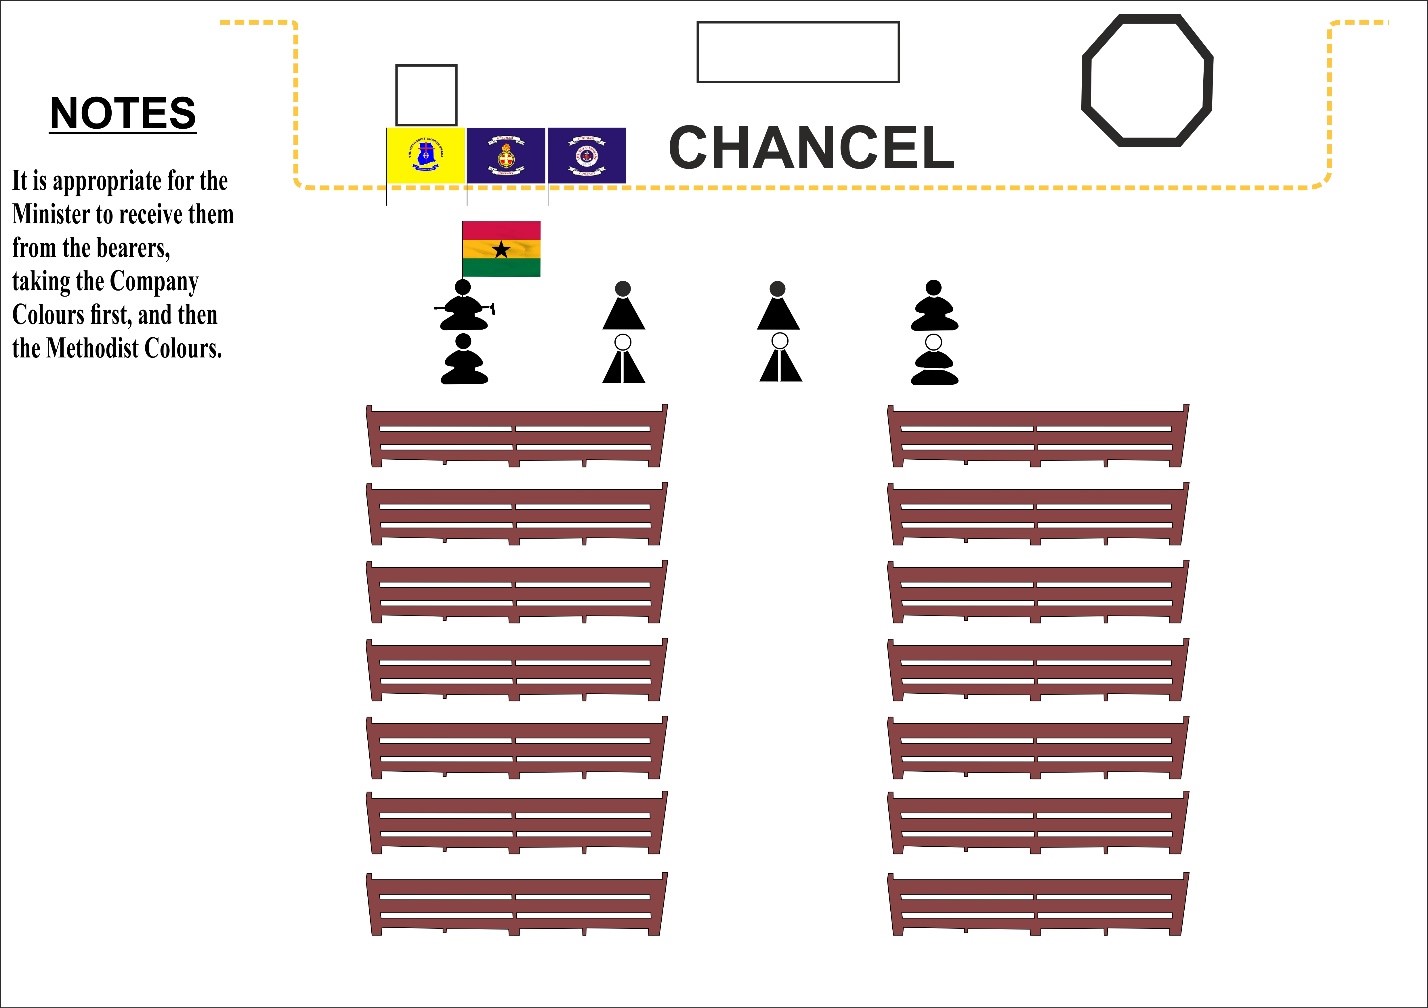 NOTES
It is appropriate for the
Minister to receive them
from the bearers,
taking the Company
Colours first, and then
the Methodist Colours.
CHANCEL